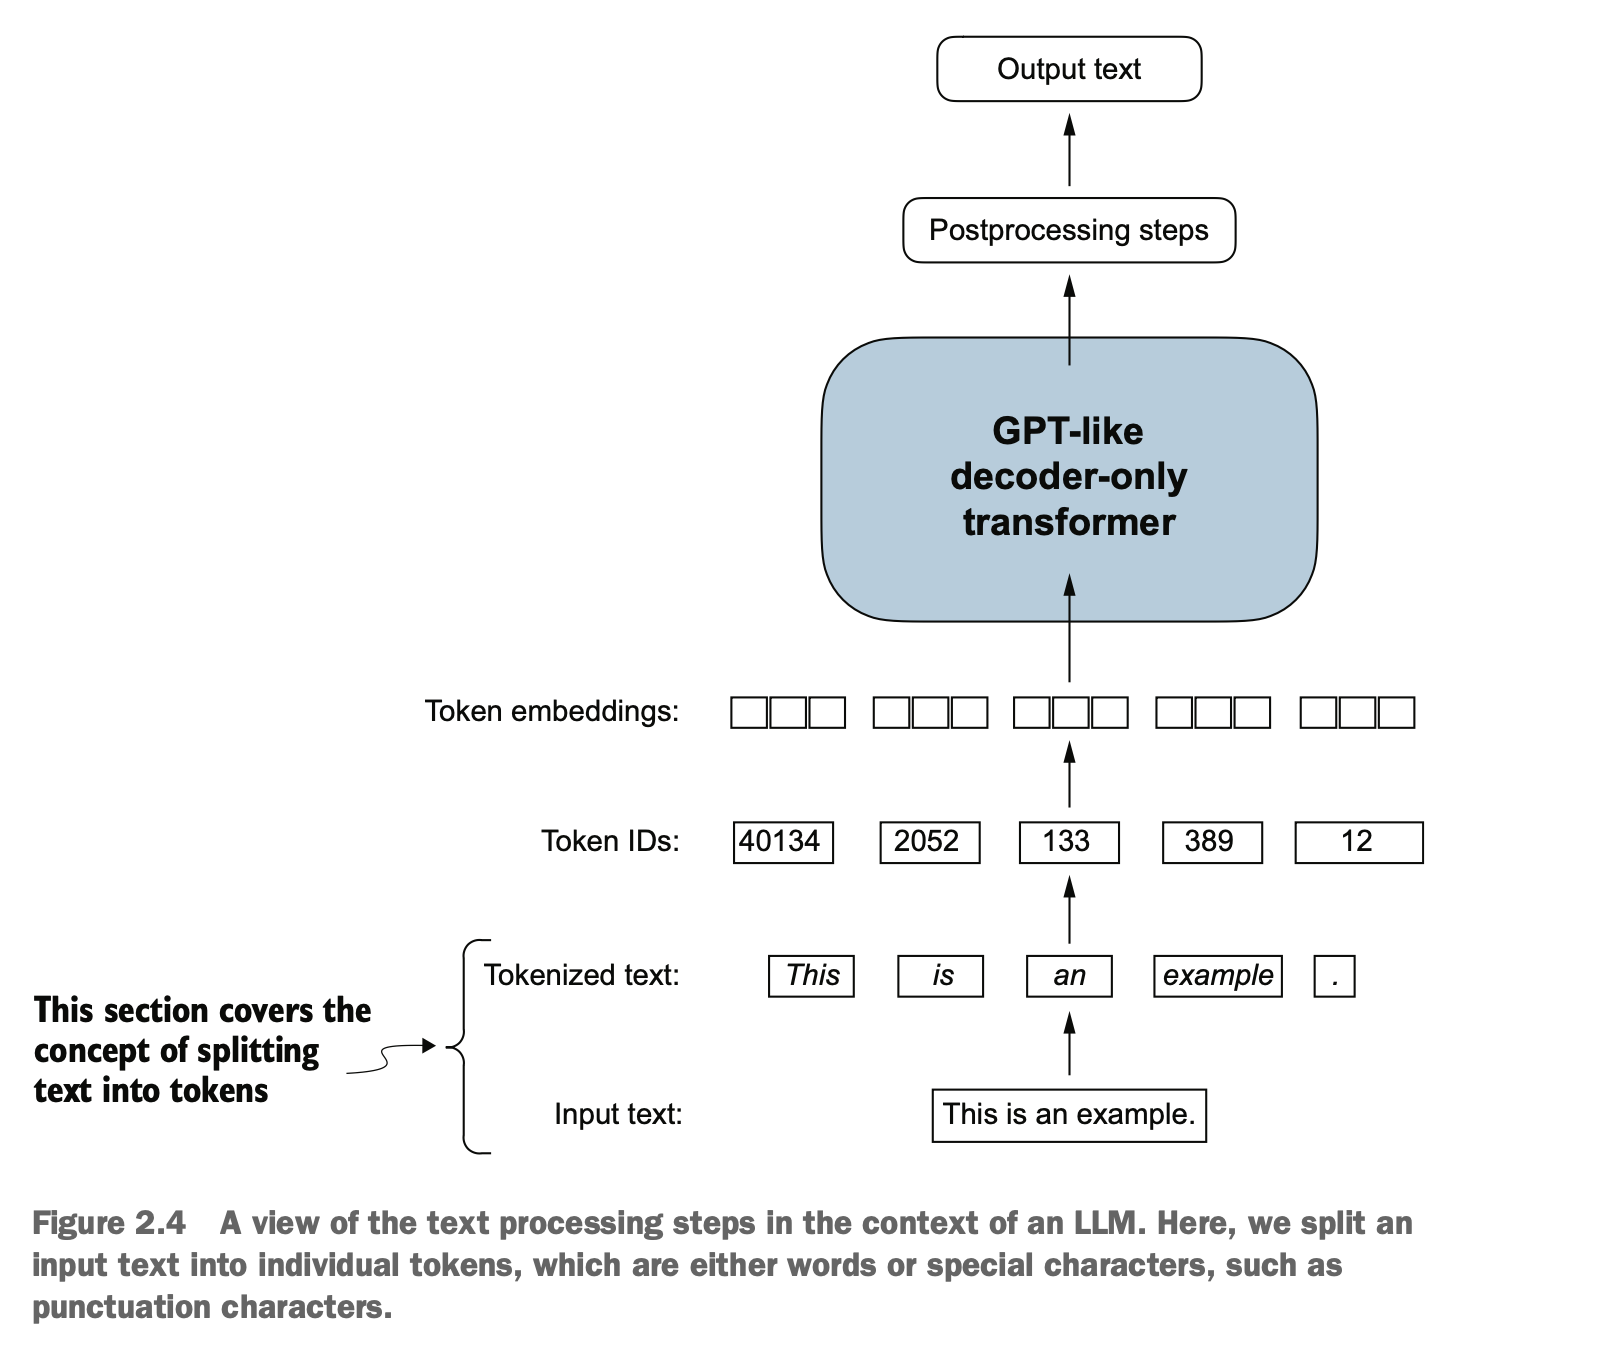 Output text
Postprocessing steps
GPT-like
decoder-only
transformer
Token embeddings:
Token IDs: 40134 2052 133 389 12
Tokenized text: This is an example .
This section covers the
concept of splitting
text into tokens
Input text: This is an example.
Figure 2.4 A view of the text processing steps in the context of an LLM. Here, we split an
input text into individual tokens, which are either words or special characters, such as
punctuation characters.